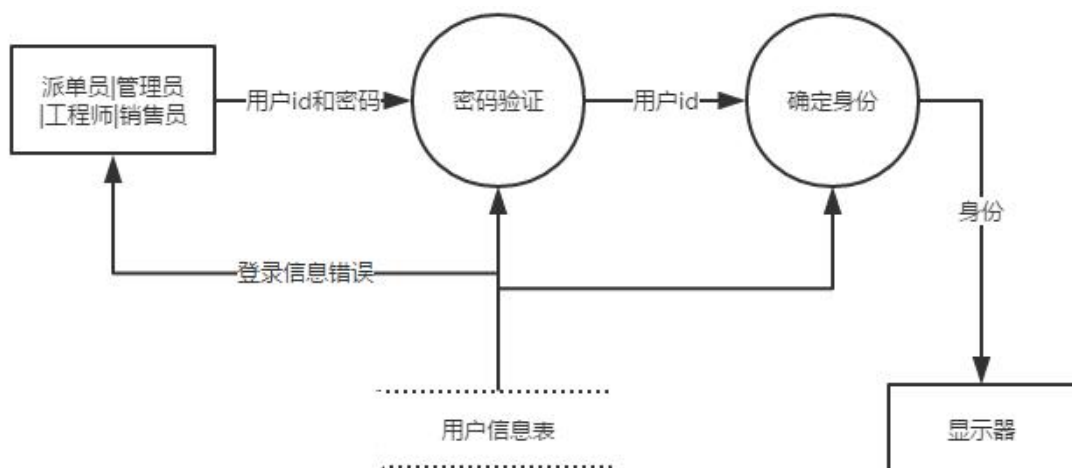 派单员|管理员
|工程师|销售员
用户id和密码
密码验证
用户id
确定身份
身份
登录信息错误
用户信息表
显示器